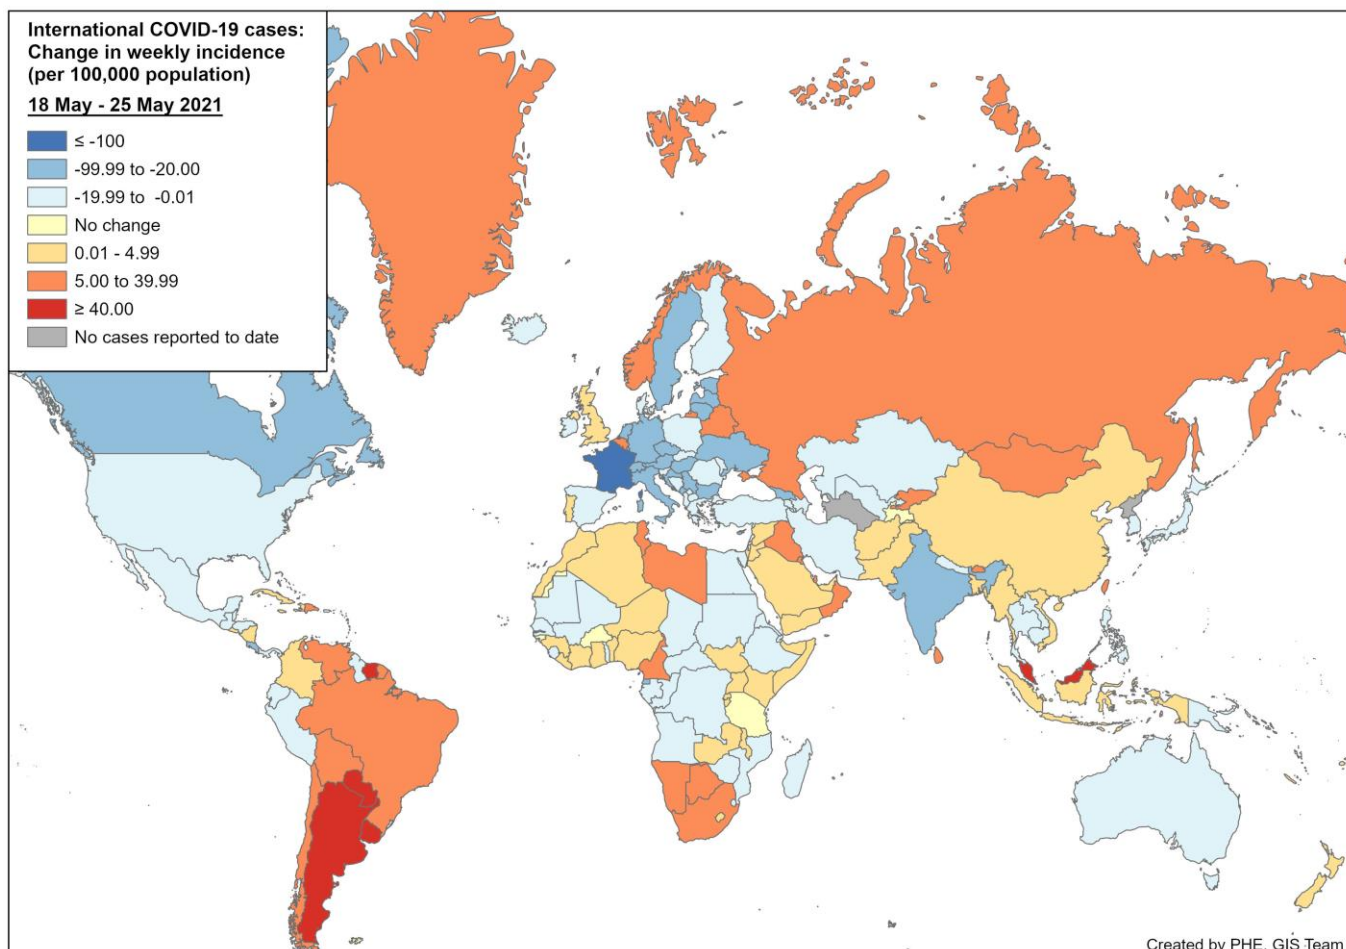 International COVID-19 cases:
Change in weekly incidence
(per 100,000 population)
18 May - 25 May 2021
≤ -100
-99.99 to -20.00
-19.99 to -0.01
No change
0.01 - 4.99
5.00 to 39.99
≥ 40.00
No cases reported to date
Created by PHE, GIS Team